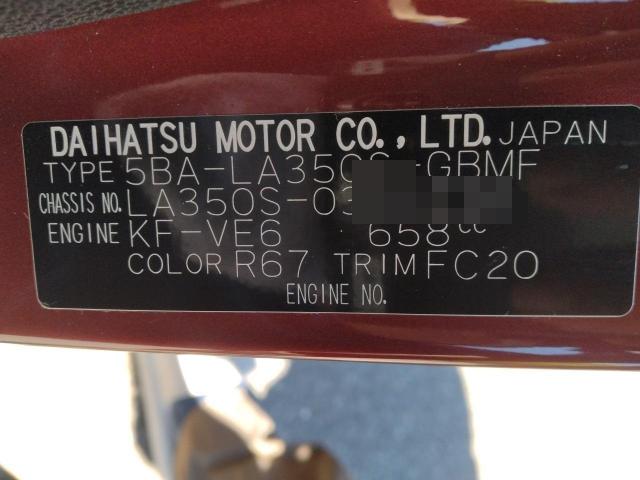 DAIHATSU MOTOR CO., LTD. JAPAN
TYPE 5BA-LA350S-GBMF
CHASSIS NO. LA350S-03
ENGINE KF-VE6 658cc
COLOR R67 TRIM FC20
ENGINE NO.